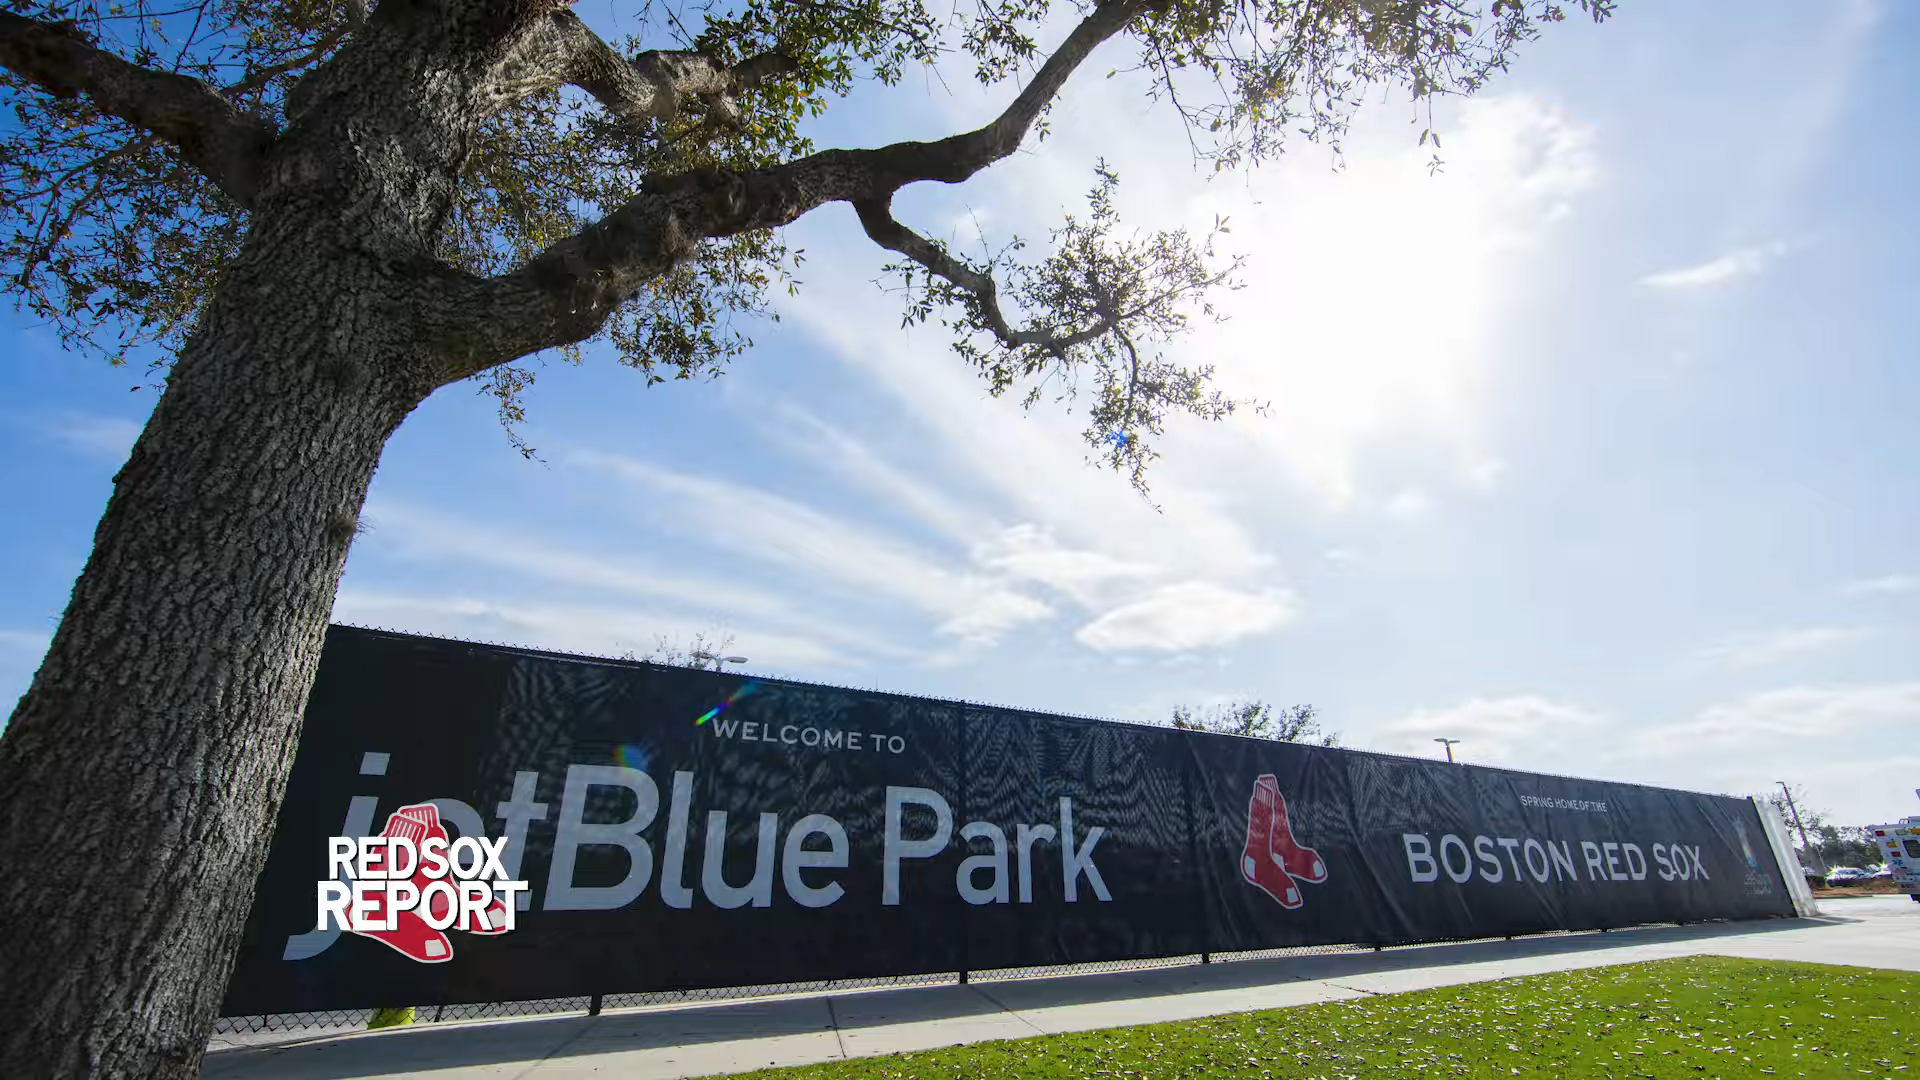 WELCOME TO
jetBlue Park
SPRING HOME OF THE
BOSTON RED SOX
RED SOX
REPORT